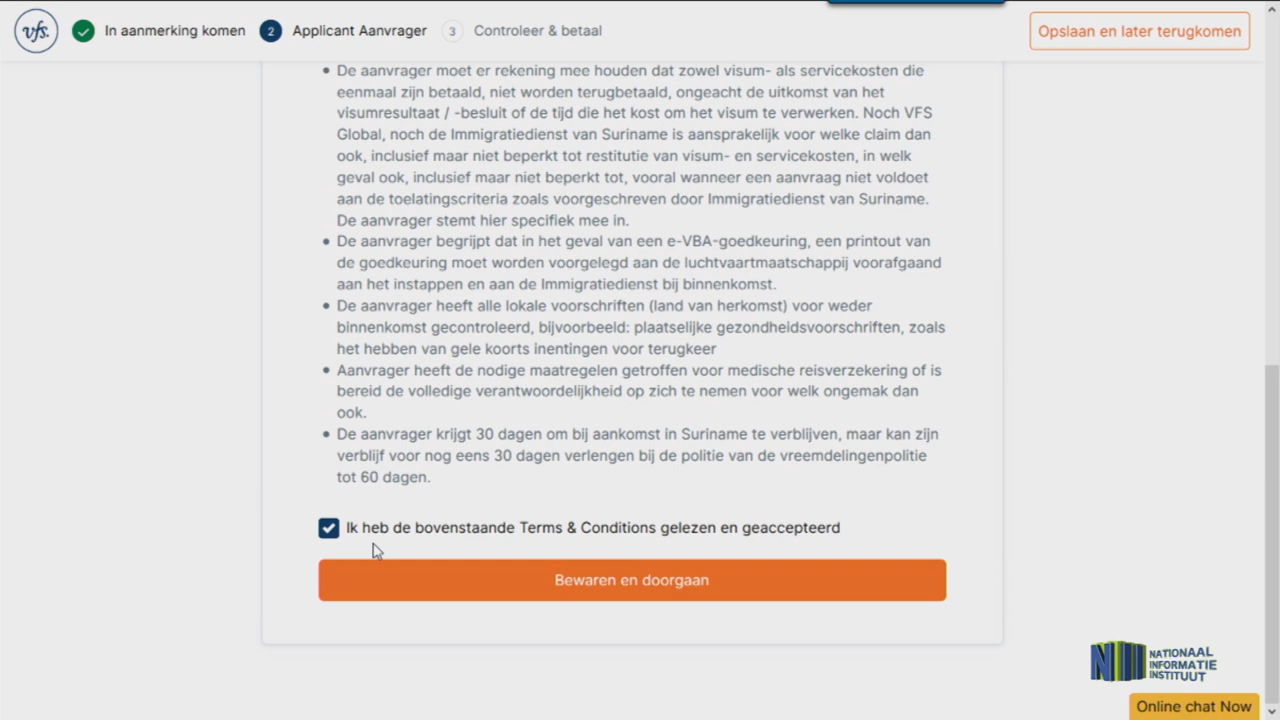 vfs.
In aanmerking komen
2
Applicant Aanvrager
3
Controleer & betaal
Opslaan en later terugkomen
De aanvrager moet er rekening mee houden dat zowel visum- als servicekosten die
eenmaal zijn betaald, niet worden terugbetaald, ongeacht de uitkomst van het
visumresultaat / -besluit of de tijd die het kost om het visum te verwerken. Noch VFS
Global, noch de Immigratiedienst van Suriname is aansprakelijk voor welke claim dan
ook, inclusief maar niet beperkt tot restitutie van visum- en servicekosten, in welk
geval ook, inclusief maar niet beperkt tot, vooral wanneer een aanvraag niet voldoet
aan de toelatingscriteria zoals voorgeschreven door Immigratiedienst van Suriname.
De aanvrager stemt hier specifiek mee in.
De aanvrager begrijpt dat in het geval van een e-VBA-goedkeuring, een printout van
de goedkeuring moet worden voorgelegd aan de luchtvaartmaatschappij voorafgaand
aan het instappen en aan de Immigratiedienst bij binnenkomst.
De aanvrager heeft alle lokale voorschriften (land van herkomst) voor weder
binnenkomst gecontroleerd, bijvoorbeeld: plaatselijke gezondheidsvoorschriften, zoals
het hebben van gele koorts inentingen voor terugkeer
Aanvrager heeft de nodige maatregelen getroffen voor medische reisverzekering of is
bereid de volledige verantwoordelijkheid op zich te nemen voor welk ongemak dan
ook.
De aanvrager krijgt 30 dagen om bij aankomst in Suriname te verblijven, maar kan zijn
verblijf voor nog eens 30 dagen verlengen bij de politie van de vreemdelingenpolitie
tot 60 dagen.
Ik heb de bovenstaande Terms & Conditions gelezen en geaccepteerd
Bewaren en doorgaan
NII
NATIONAAL
INFORMATIE
INSTITUUT
Online chat Now